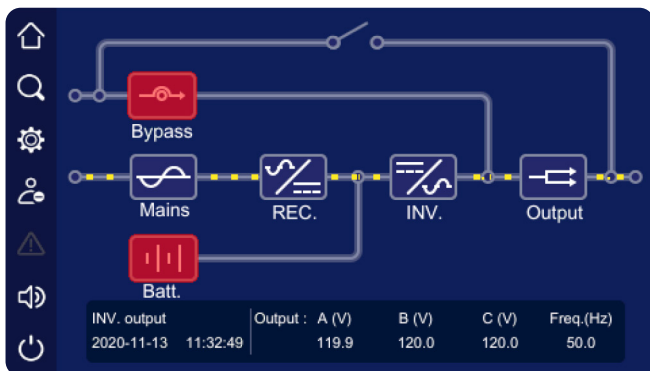 Bypass
Mains
REC.
INV.
Output
Batt.
INV. output
Output : A (V) B (V) C (V) Freq.(Hz)
2020-11-13 11:32:49
119.9 120.0 120.0 50.0